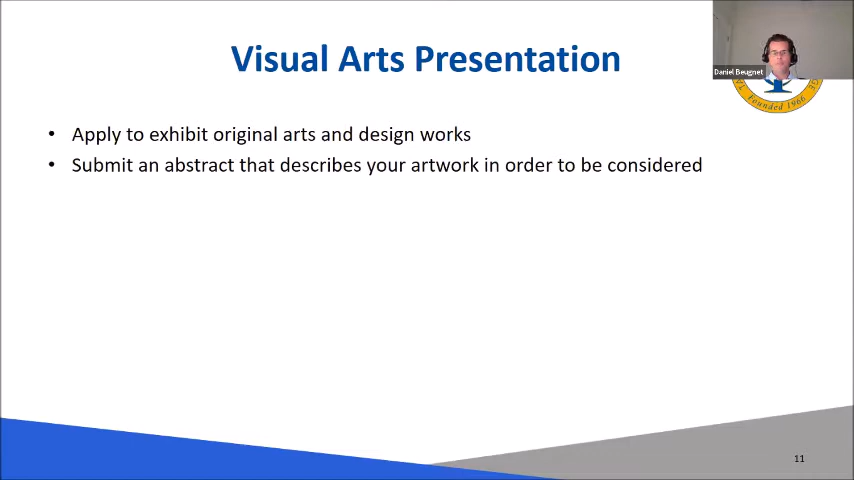 Visual Arts Presentation
Daniel Beugnet
Founded 1966
• Apply to exhibit original arts and design works
• Submit an abstract that describes your artwork in order to be considered
11